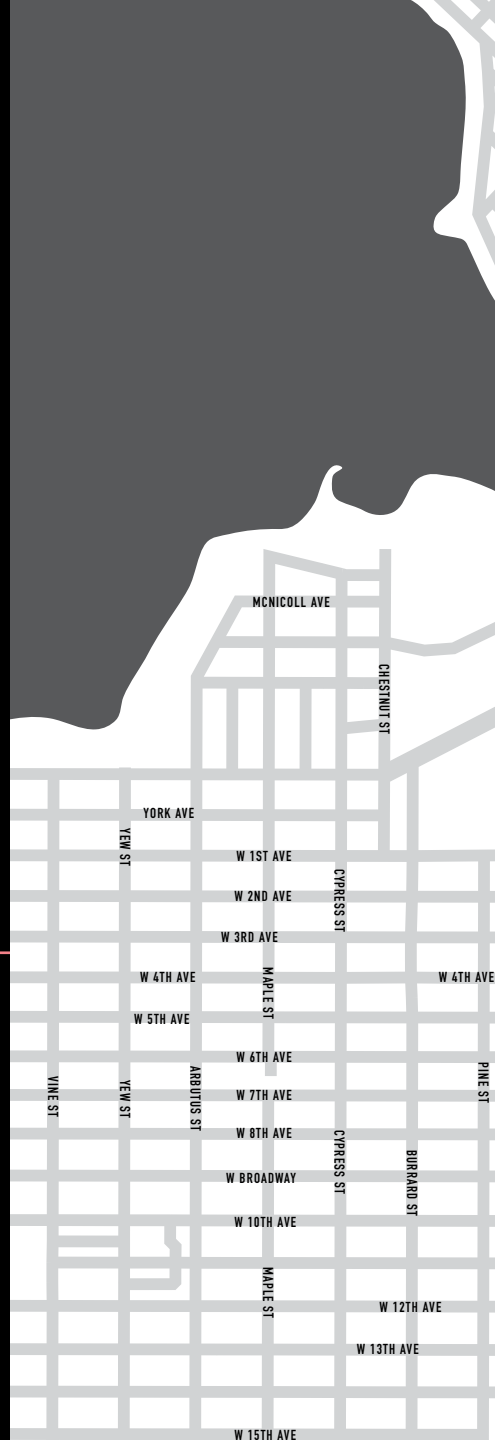 MCNICOLL AVE
CHESTNUT ST
YORK AVE
YEW ST
W 1ST AVE
CYPRESS ST
W 2ND AVE
W 3RD AVE
W 4TH AVE
MAPLE ST
W 4TH AVE
W 5TH AVE
W 6TH AVE
VINE ST
YEW ST
ARBUTUS ST
W 7TH AVE
PINE ST
W 8TH AVE
CYPRESS ST
BURRARD ST
W BROADWAY
W 10TH AVE
MAPLE ST
W 12TH AVE
W 13TH AVE
W 15TH AVE